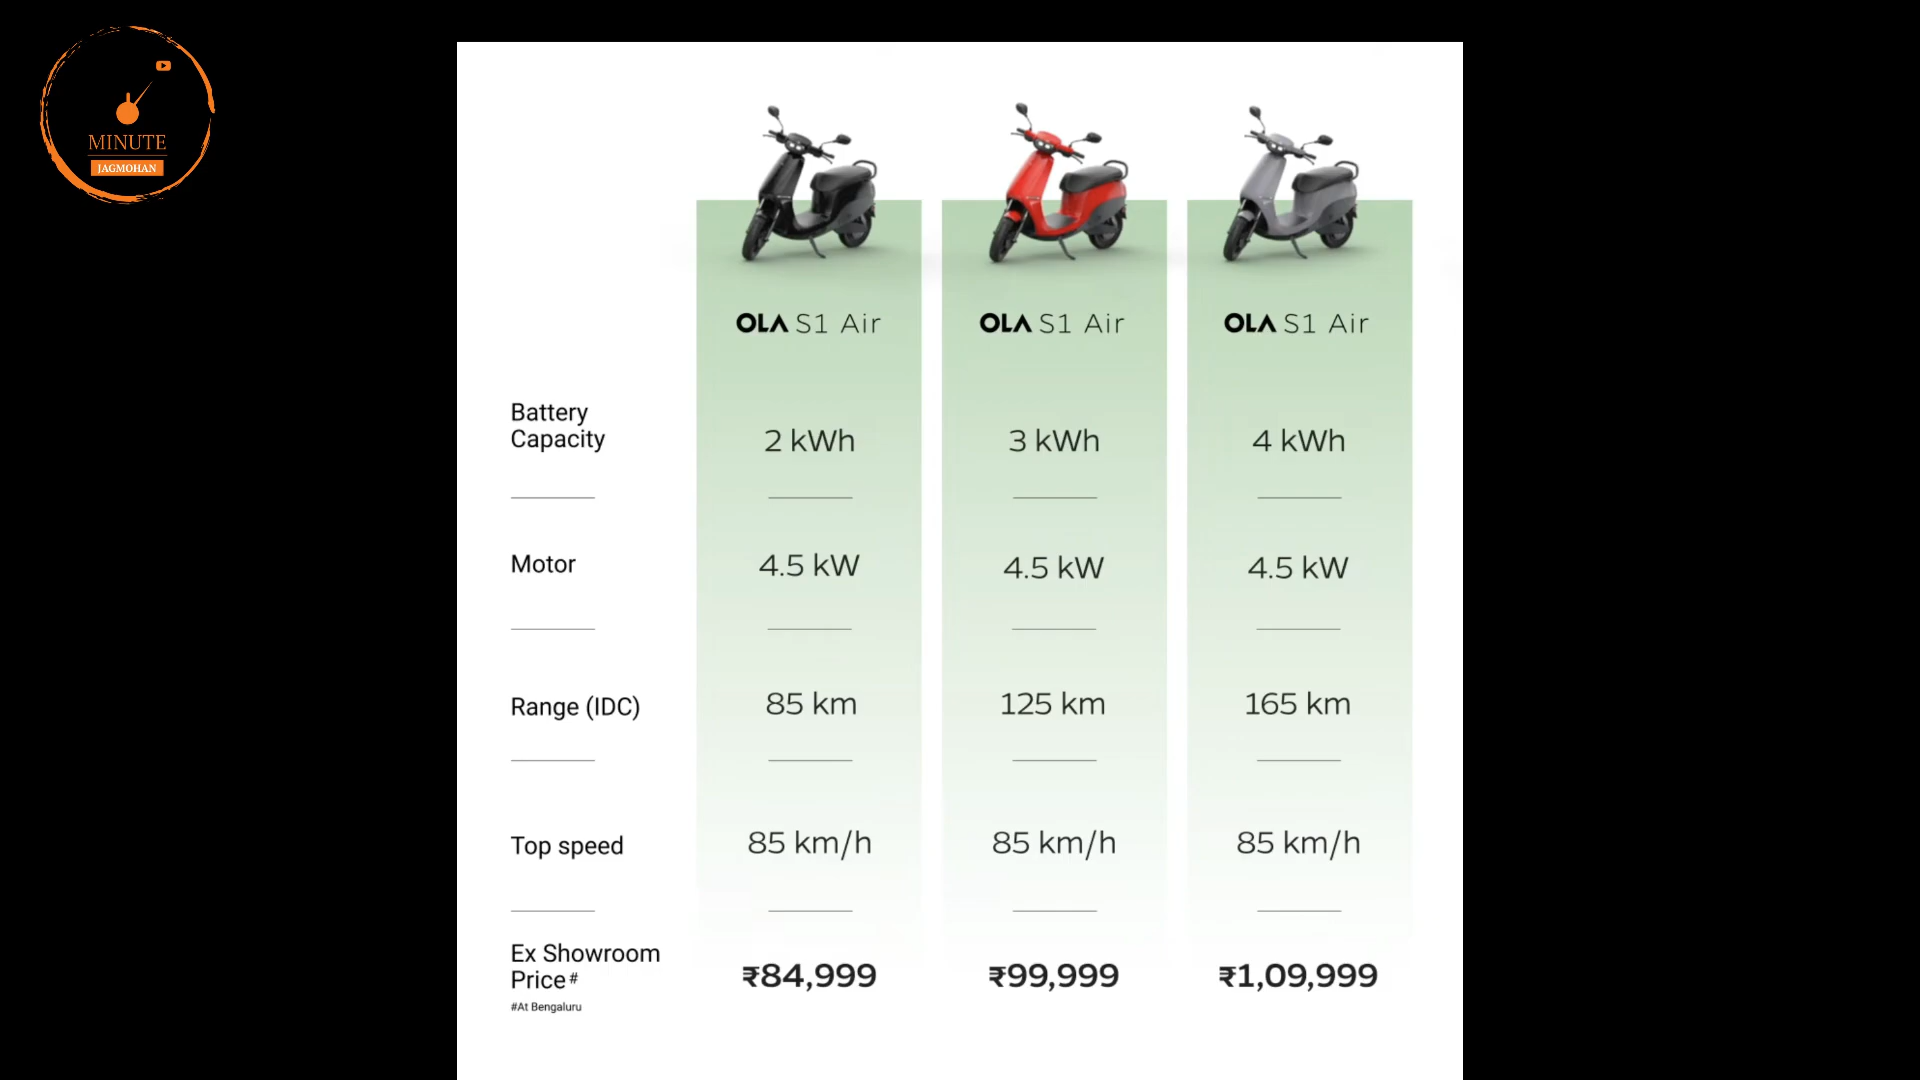 MINUTE
JAGMOHAN
OLA S1 Air OLA S1 Air OLA S1 Air
Battery
Capacity
2 kWh 3 kWh 4 kWh
Motor 4.5 kW 4.5 kW 4.5 kW
Range (IDC) 85 km 125 km 165 km
Top speed 85 km/h 85 km/h 85 km/h
Ex Showroom
Price#
₹84,999 ₹99,999 ₹1,09,999
#At Bengaluru